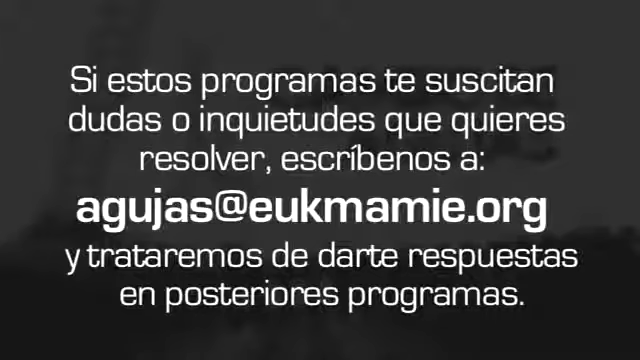 Si estos programas te suscitan
dudas o inquietudes que quieres
resolver, escríbenos a:
agujas@eukmamie.org
y trataremos de darte respuestas
en posteriores programas.